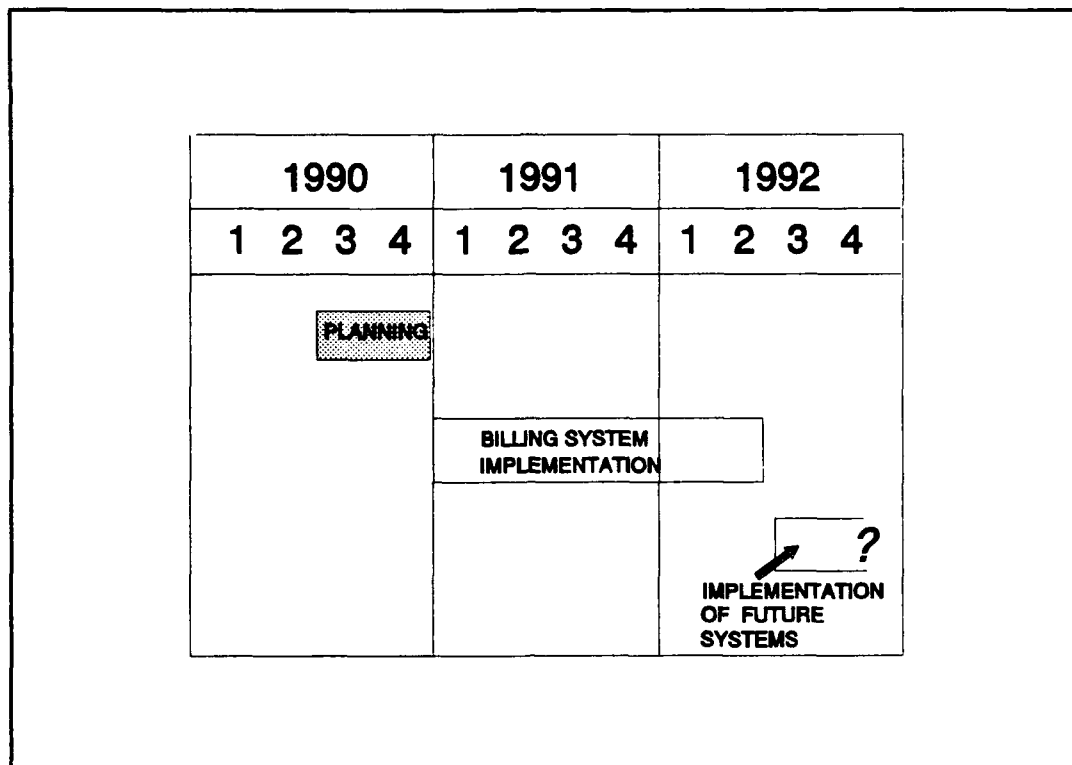 1990 1991 1992
1 2 3 4 1 2 3 4 1 2 3 4
PLANNING
BILLING SYSTEM
IMPLEMENTATION
?
IMPLEMENTATION
OF FUTURE
SYSTEMS